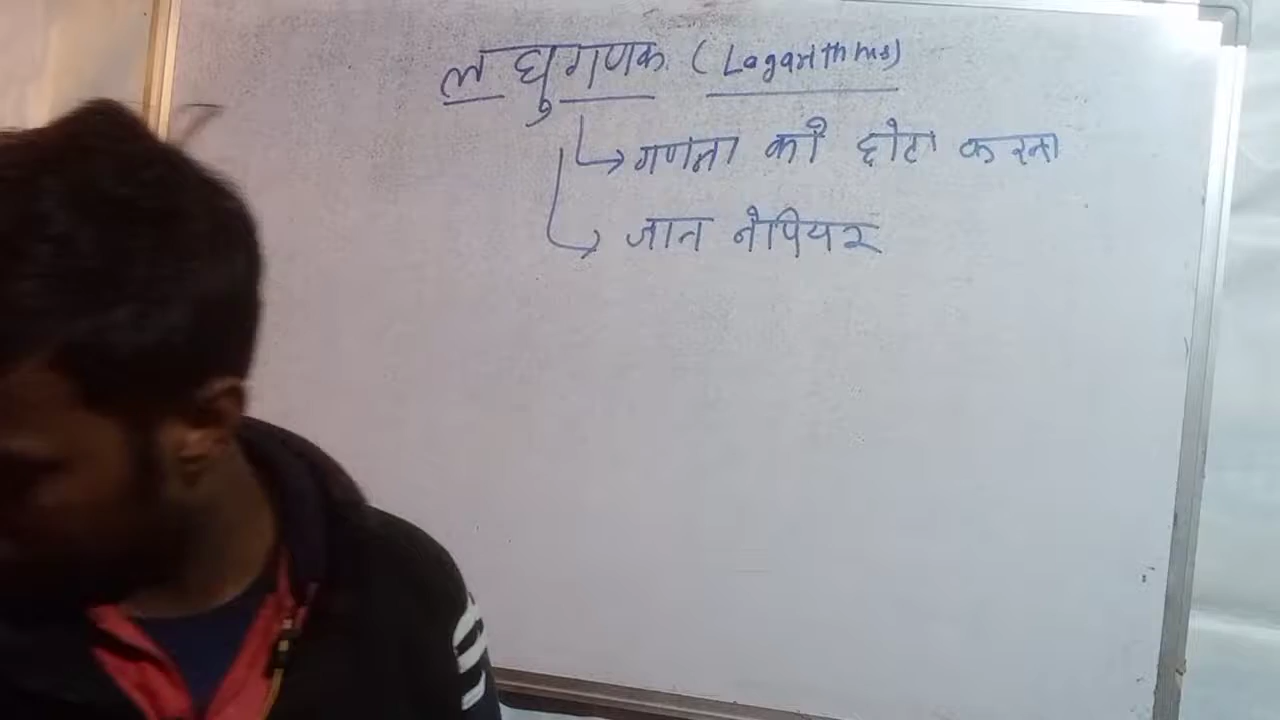 लघुगणक (Logarithms)
गणना को छोटा करना
जान नेपियर